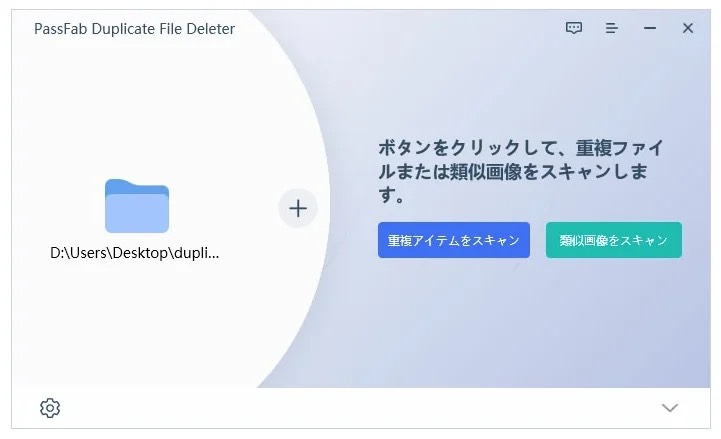 PassFab Duplicate File Deleter
ボタンをクリックして、重複ファイ
ルまたは類似画像をスキャンしま
す。
重複アイテムをスキャン
類似画像をスキャン
D:\Users\Desktop\dupli...